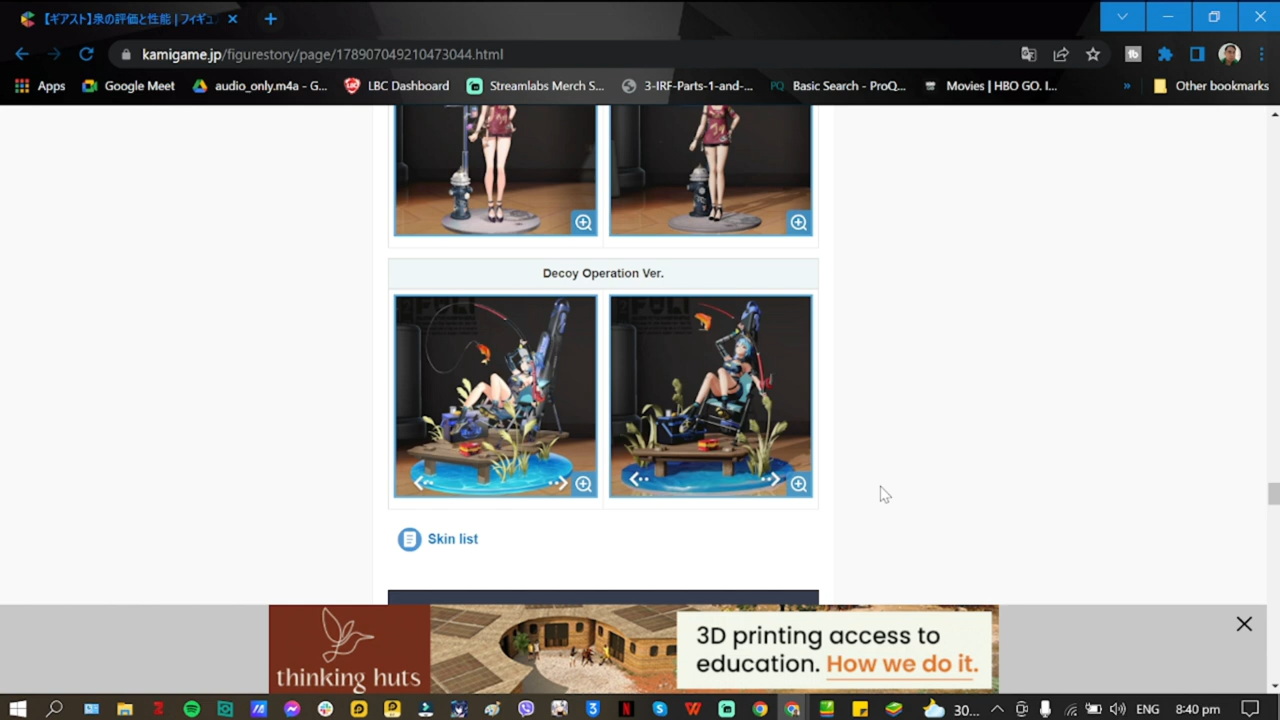 【ギアスト】泉の評価と性能 | フィギュ
kamigame.jp/figurestory/page/178907049210473044.html
Apps
Google Meet
audio_only.m4a - G...
LBC Dashboard
Streamlabs Merch S...
3-IRF-Parts-1-and-...
PQ
Basic Search - ProQ...
Movies | HBO GO. I...
»
Other bookmarks
Decoy Operation Ver.
Skin list
thinking huts
3D printing access to
education. How we do it.
30...
ENG
8:40 pm